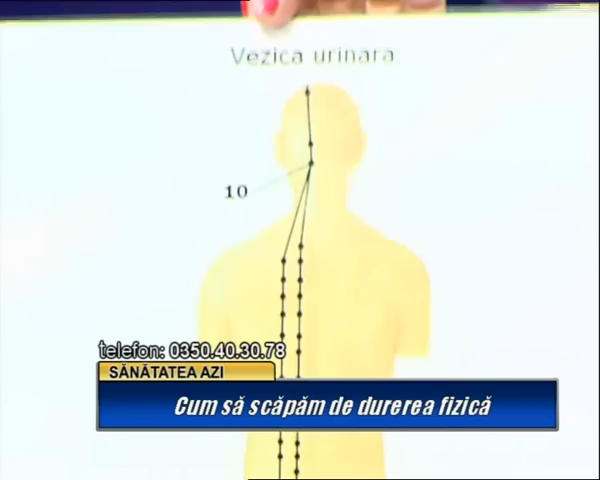 Vezica urinara
10
telefon: 0350.40.30.78
SĂNĂTATEA AZI
Cum să scăpăm de durerea fizică